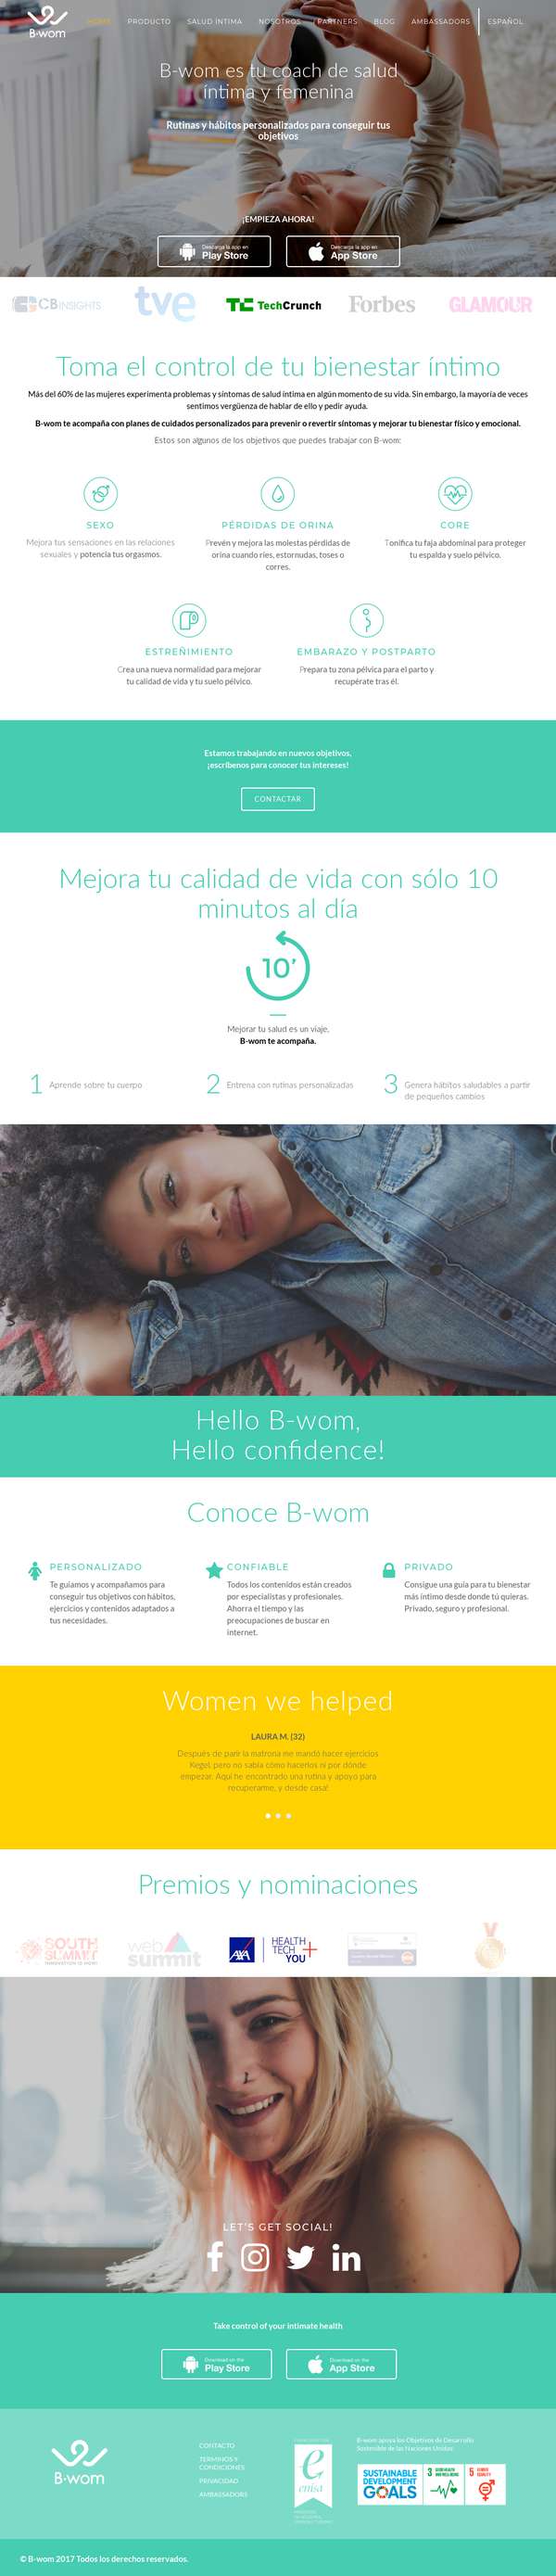 HOME PRODUCTO SALUD ÍNTIMA NOSOTROS PARTNERS BLOG AMBASSADORS ESPAÑOL
B-wom
B-wom es tu coach de salud
íntima y femenina
Rutinas y hábitos personalizados para conseguir tus
objetivos
¡EMPIEZA AHORA!
Descarga la app en
Play Store
Descarga la app en
App Store
CBINSIGHTS
tve
TechCrunch
Forbes
GLAMOUR
Toma el control de tu bienestar íntimo
Más del 60% de las mujeres experimenta problemas y síntomas de salud íntima en algún momento de su vida. Sin embargo, la mayoría de veces
sentimos vergüenza de hablar de ello y pedir ayuda.
B-wom te acompaña con planes de cuidados personalizados para prevenir o revertir síntomas y mejorar tu bienestar físico y emocional.
Estos son algunos de los objetivos que puedes trabajar con B-wom:
SEXO
Mejora tus sensaciones en las relaciones
sexuales y potencia tus orgasmos.
PÉRDIDAS DE ORINA
Prevén y mejora las molestas pérdidas de
orina cuando ríes, estornudas, toses o
corres.
CORE
Tonifica tu faja abdominal para proteger
tu espalda y suelo pélvico.
ESTREÑIMIENTO
Crea una nueva normalidad para mejorar
tu calidad de vida y tu suelo pélvico.
EMBARAZO Y POSTPARTO
Prepara tu zona pélvica para el parto y
recupérate tras él.
Estamos trabajando en nuevos objetivos,
¡escríbenos para conocer tus intereses!
CONTACTAR
Mejora tu calidad de vida con sólo 10
minutos al día
10’
Mejorar tu salud es un viaje,
B-wom te acompaña.
1 Aprende sobre tu cuerpo
2 Entrena con rutinas personalizadas
3 Genera hábitos saludables a partir
de pequeños cambios
Hello B-wom,
Hello confidence!
Conoce B-wom
PERSONALIZADO
Te guiamos y acompañamos para
conseguir tus objetivos con hábitos,
ejercicios y contenidos adaptados a
tus necesidades.
CONFIABLE
Todos los contenidos están creados
por especialistas y profesionales.
Ahorra el tiempo y las
preocupaciones de buscar en
internet.
PRIVADO
Consigue una guía para tu bienestar
más íntimo desde donde tú quieras.
Privado, seguro y profesional.
Women we helped
LAURA M. (32)
Después de parir la matrona me mandó hacer ejercicios
Kegel, pero no sabía cómo hacerlos ni por dónde
empezar. Aquí he encontrado una rutina y apoyo para
recuperarme, y desde casa!
Premios y nominaciones
SOUTH
SUMMIT
web
summit
AXA
HEALTH
TECH
YOU
LET'S GET SOCIAL!
Take control of your intimate health
Download on the
Play Store
Download on the
App Store
B-wom
CONTACTO
TERMINOS Y
CONDICIONES
PRIVACIDAD
AMBASSADORS
enisa
B-wom apoya los Objetivos de Desarrollo
Sostenible de las Naciones Unidas
SUSTAINABLE
DEVELOPMENT
GOALS
3 GOOD HEALTH
AND WELL-BEING
5 GENDER
EQUALITY
© B-wom 2017 Todos los derechos reservados.